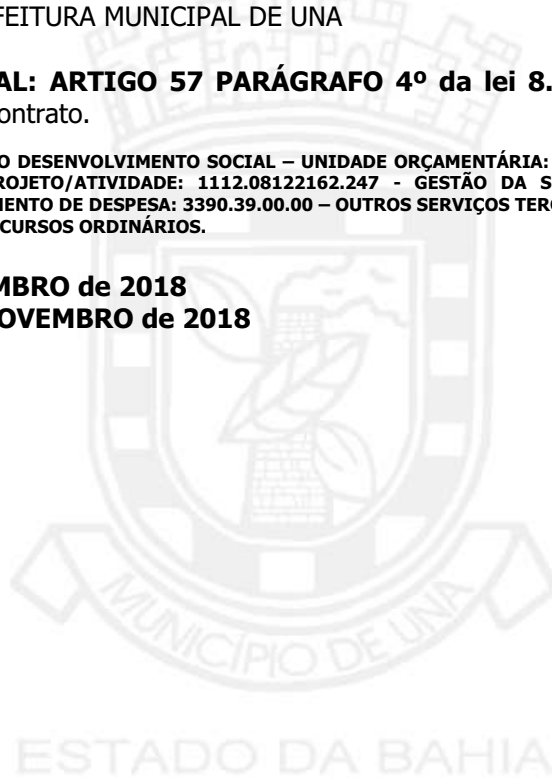 FEITURA MUNICIPAL DE UNA
AL: ARTIGO 57 PARÁGRAFO 4º da lei 8.
ontrato.
O DESENVOLVIMENTO SOCIAL – UNIDADE ORÇAMENTÁRIA:
ROJETO/ATIVIDADE: 1112.08122162.247 - GESTÃO DA S
MENTO DE DESPESA: 3390.39.00.00 – OUTROS SERVIÇOS TER
CURSOS ORDINÁRIOS.
MBRO de 2018
OVEMBRO de 2018
MUNICÍPIO DE UNA
ESTADO DA BAHIA